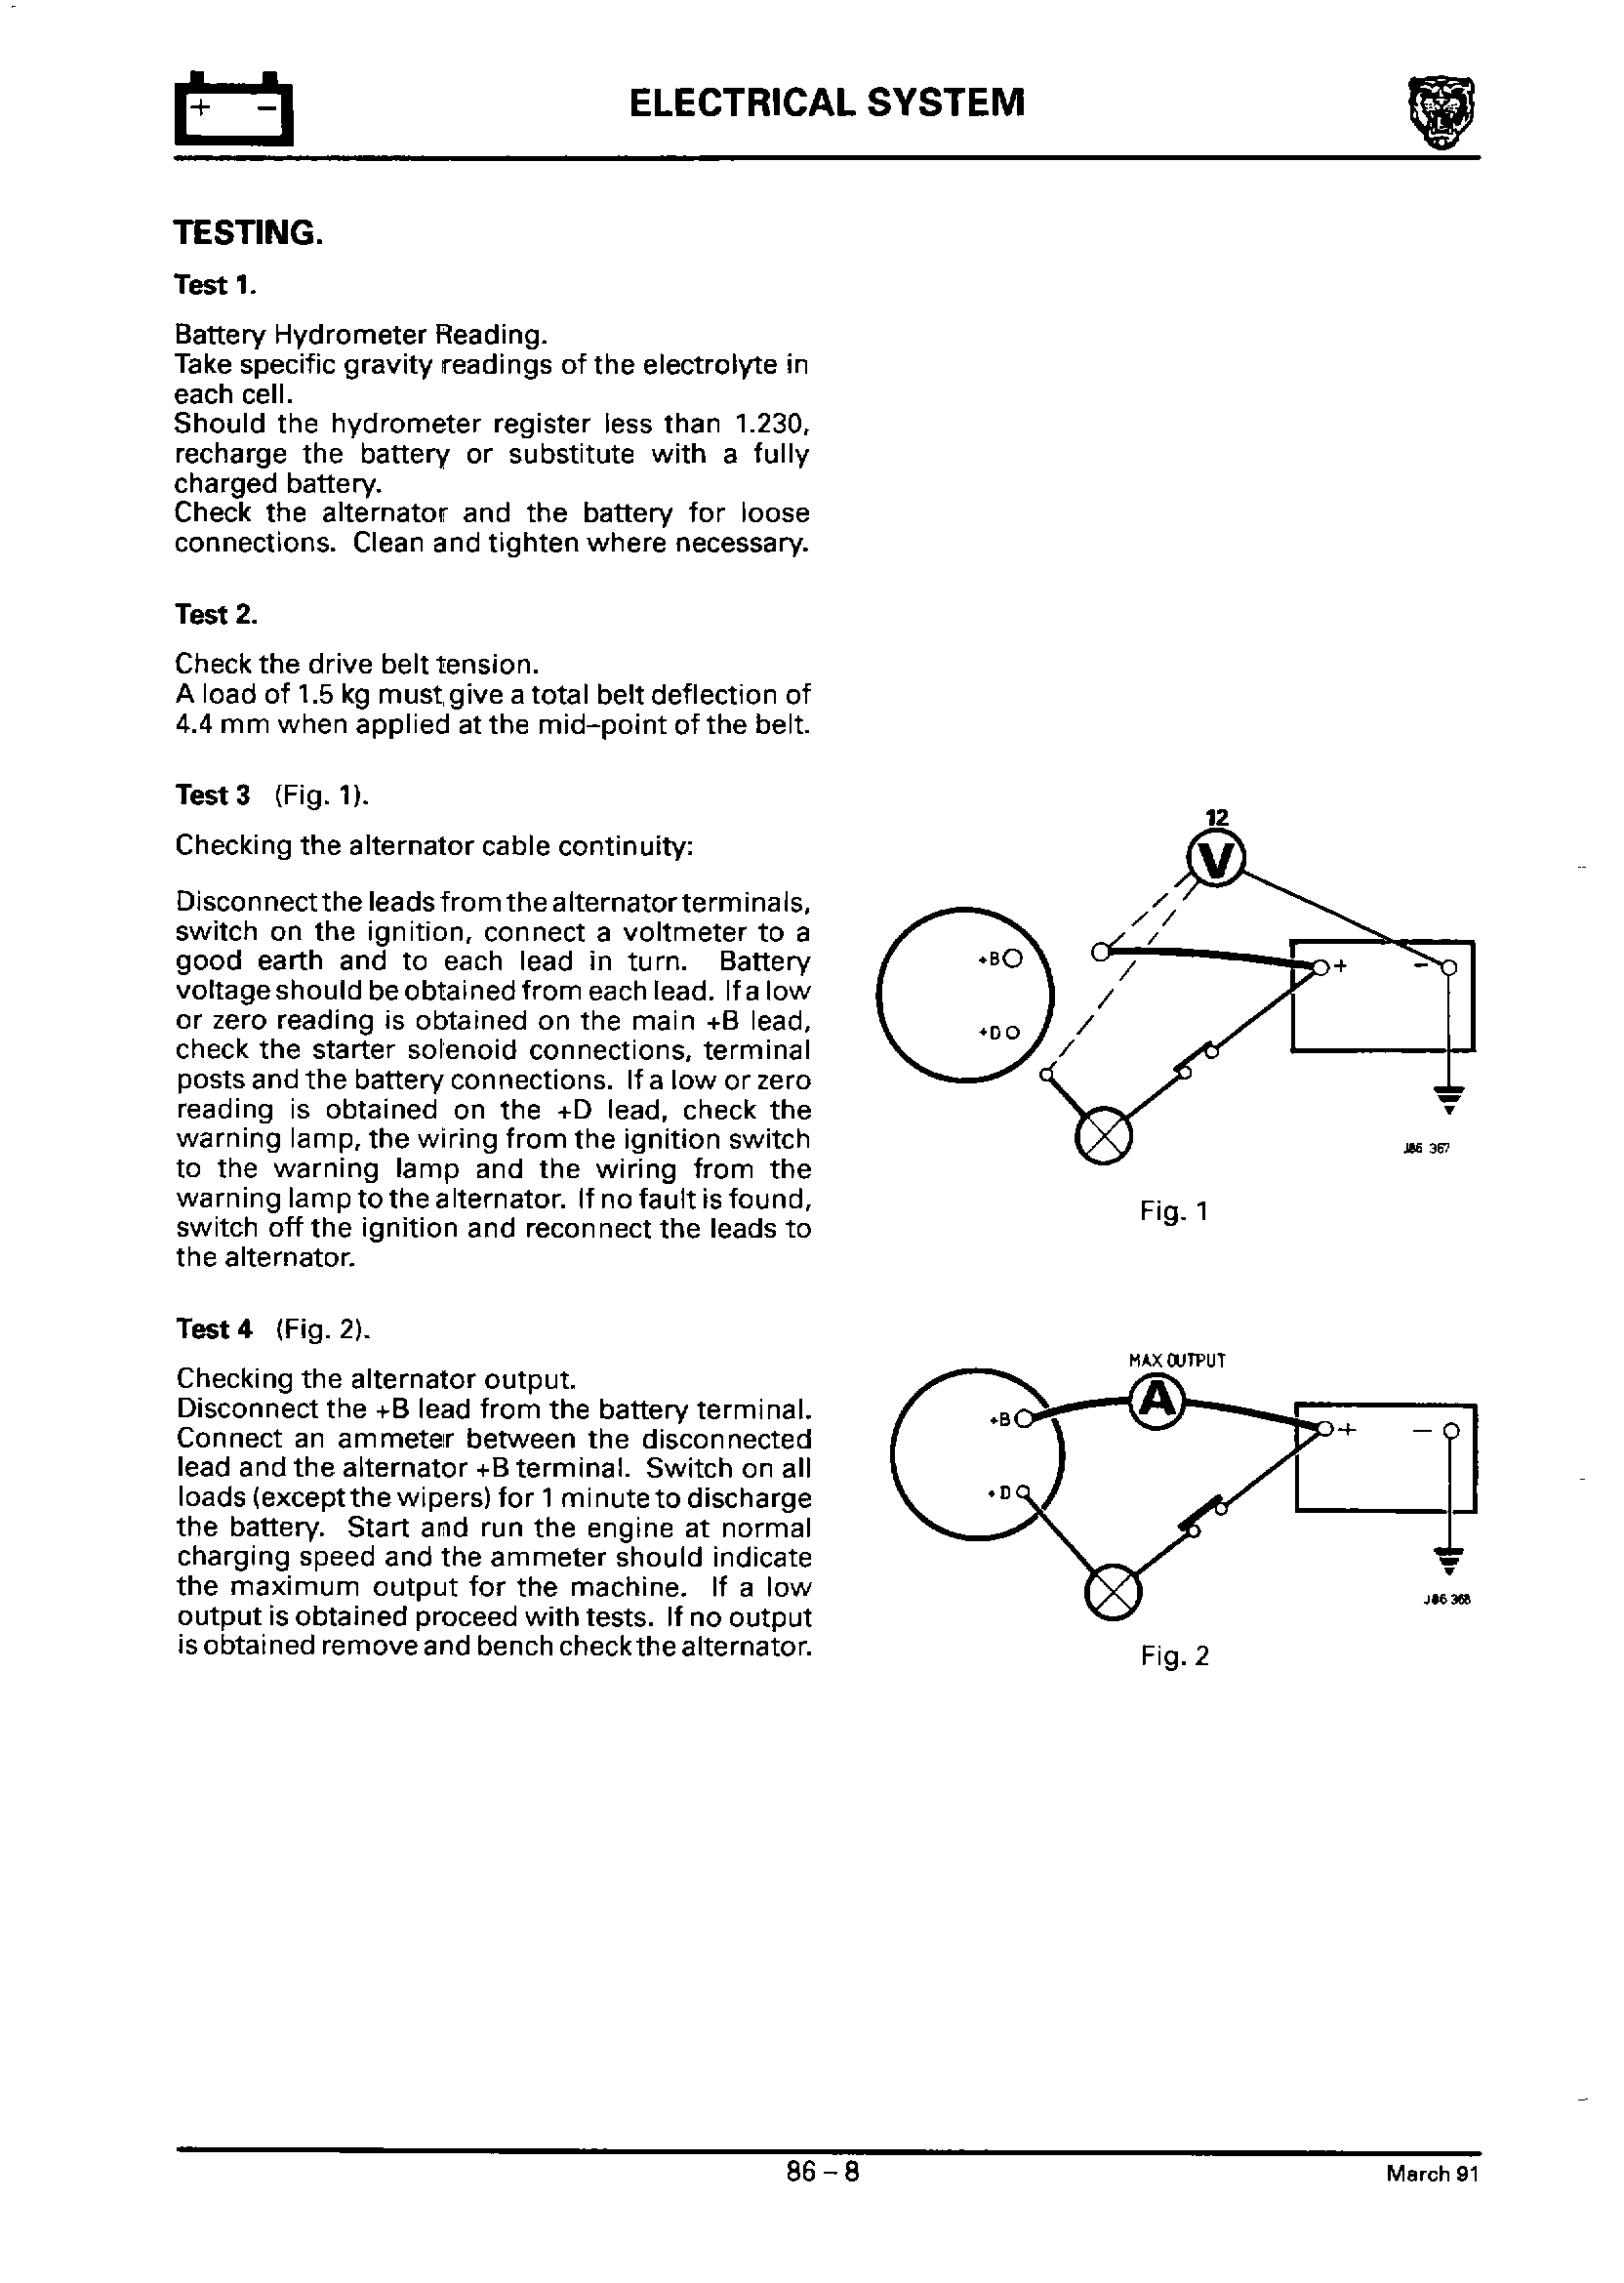 + −
ELECTRICAL SYSTEM
TESTING.
Test 1.
Battery Hydrometer Reading.
Take specific gravity readings of the electrolyte in
each cell.
Should the hydrometer register less than 1.230,
recharge the battery or substitute with a fully
charged battery.
Check the alternator and the battery for loose
connections. Clean and tighten where necessary.
Test 2.
Check the drive belt tension.
A load of 1.5 kg must give a total belt deflection of
4.4 mm when applied at the mid–point of the belt.
Test 3 (Fig. 1).
Checking the alternator cable continuity:
Disconnect the leads from the alternator terminals,
switch on the ignition, connect a voltmeter to a
good earth and to each lead in turn. Battery
voltage should be obtained from each lead. If a low
or zero reading is obtained on the main +B lead,
check the starter solenoid connections, terminal
posts and the battery connections. If a low or zero
reading is obtained on the +D lead, check the
warning lamp, the wiring from the ignition switch
to the warning lamp and the wiring from the
warning lamp to the alternator. If no fault is found,
switch off the ignition and reconnect the leads to
the alternator.
12
V
+B
+ −
+D
J86 367
Fig. 1
Test 4 (Fig. 2).
Checking the alternator output.
Disconnect the +B lead from the battery terminal.
Connect an ammeter between the disconnected
lead and the alternator +B terminal. Switch on all
loads (except the wipers) for 1 minute to discharge
the battery. Start and run the engine at normal
charging speed and the ammeter should indicate
the maximum output for the machine. If a low
output is obtained proceed with tests. If no output
is obtained remove and bench check the alternator.
MAX OUTPUT
A
+B
+ −
+D
J86 368
Fig. 2
86 – 8
March 91